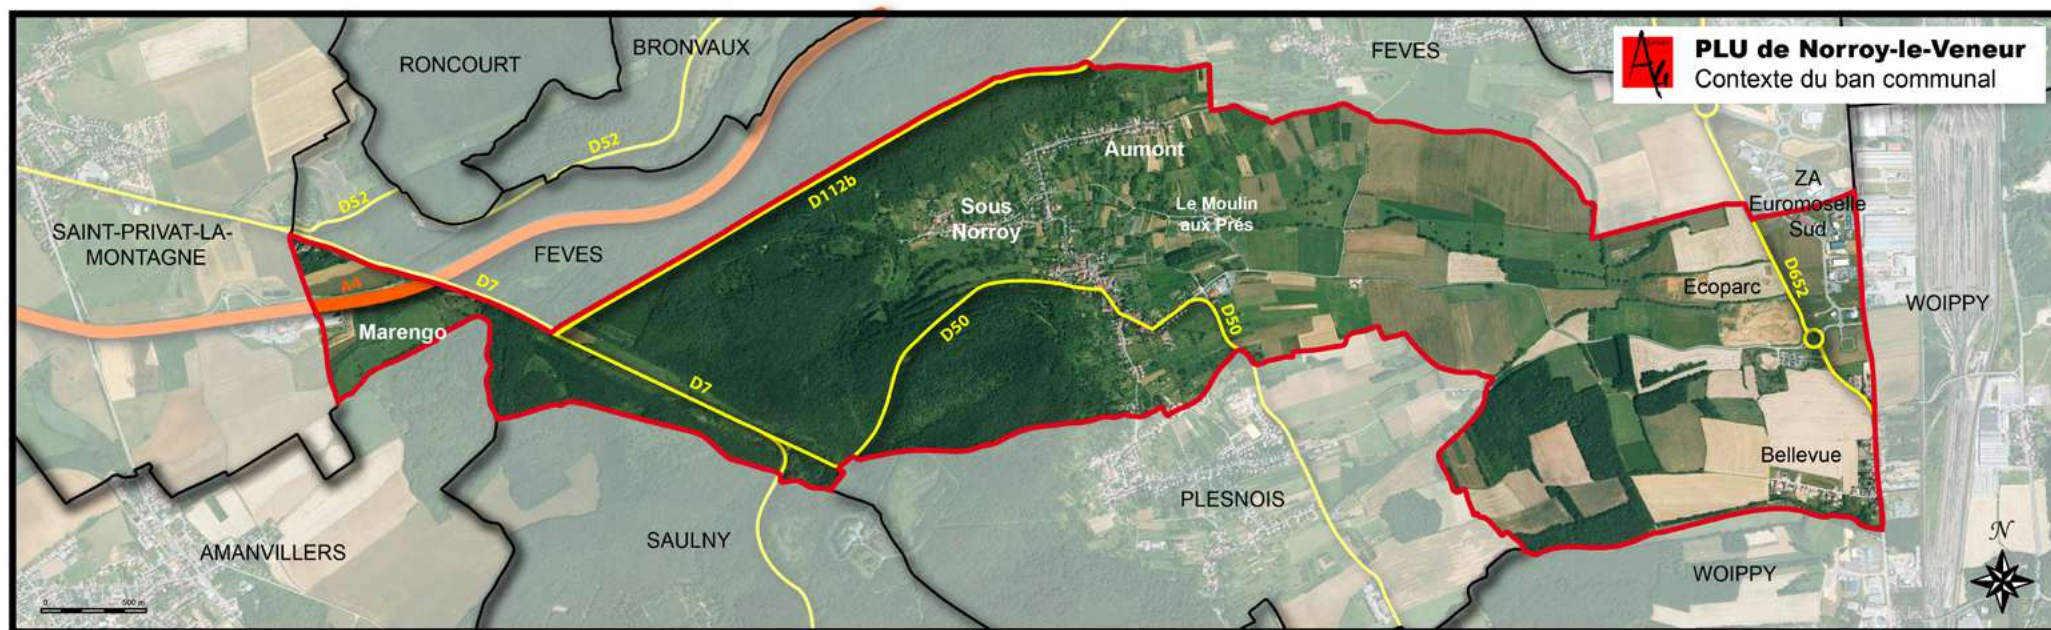 PLU de Norroy-le-Veneur
Contexte du ban communal
BRONVAUX
RONCOURT
FEVES
D52
Aumont
ZA
Euromoselle
Sud
D112b
D52
Sous
Norroy
Le Moulin
aux Prés
SAINT-PRIVAT-LA-
MONTAGNE
FEVES
A4
D7
D652
Ecoparc
WOIPPY
Marengo
D50
D50
D7
Bellevue
PLESNOIS
AMANVILLERS
SAULNY
WOIPPY
N
0 500 m